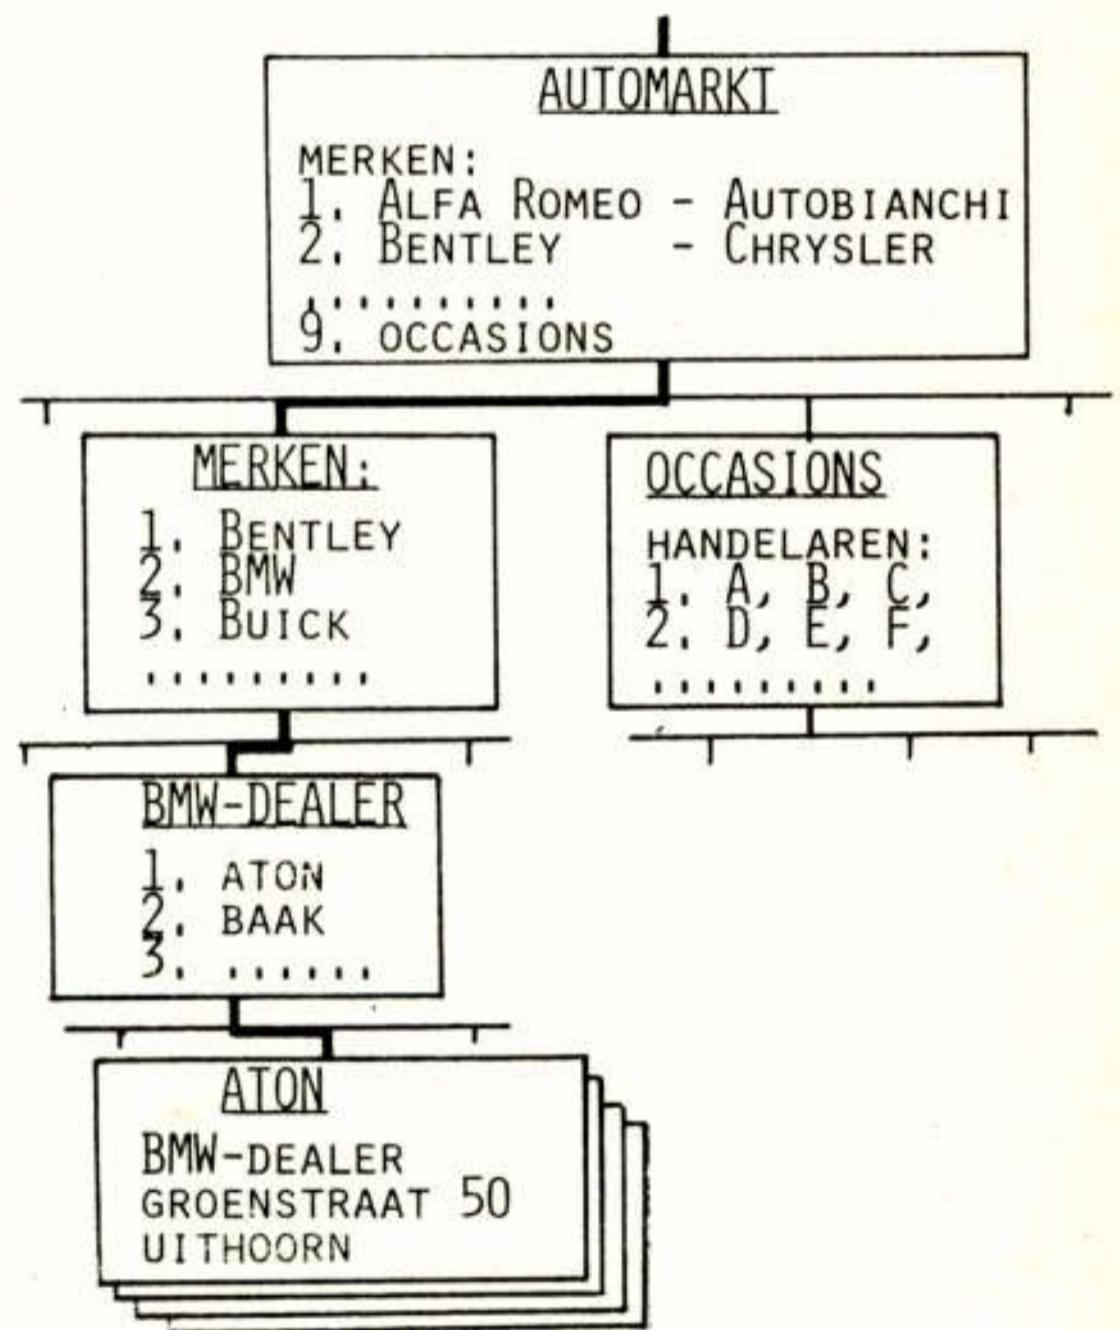 AUTOMARKT
MERKEN:
1. ALFA ROMEO - AUTOBIANCHI
2. BENTLEY - CHRYSLER
..........
9. OCCASIONS
MERKEN:
1. BENTLEY
2. BMW
3. BUICK
.........
OCCASIONS
HANDELAREN:
1. A, B, C,
2. D, E, F,
.........
BMW-DEALER
1. ATON
2. BAAK
3. ......
ATON
BMW-DEALER
GROENSTRAAT 50
UITHOORN